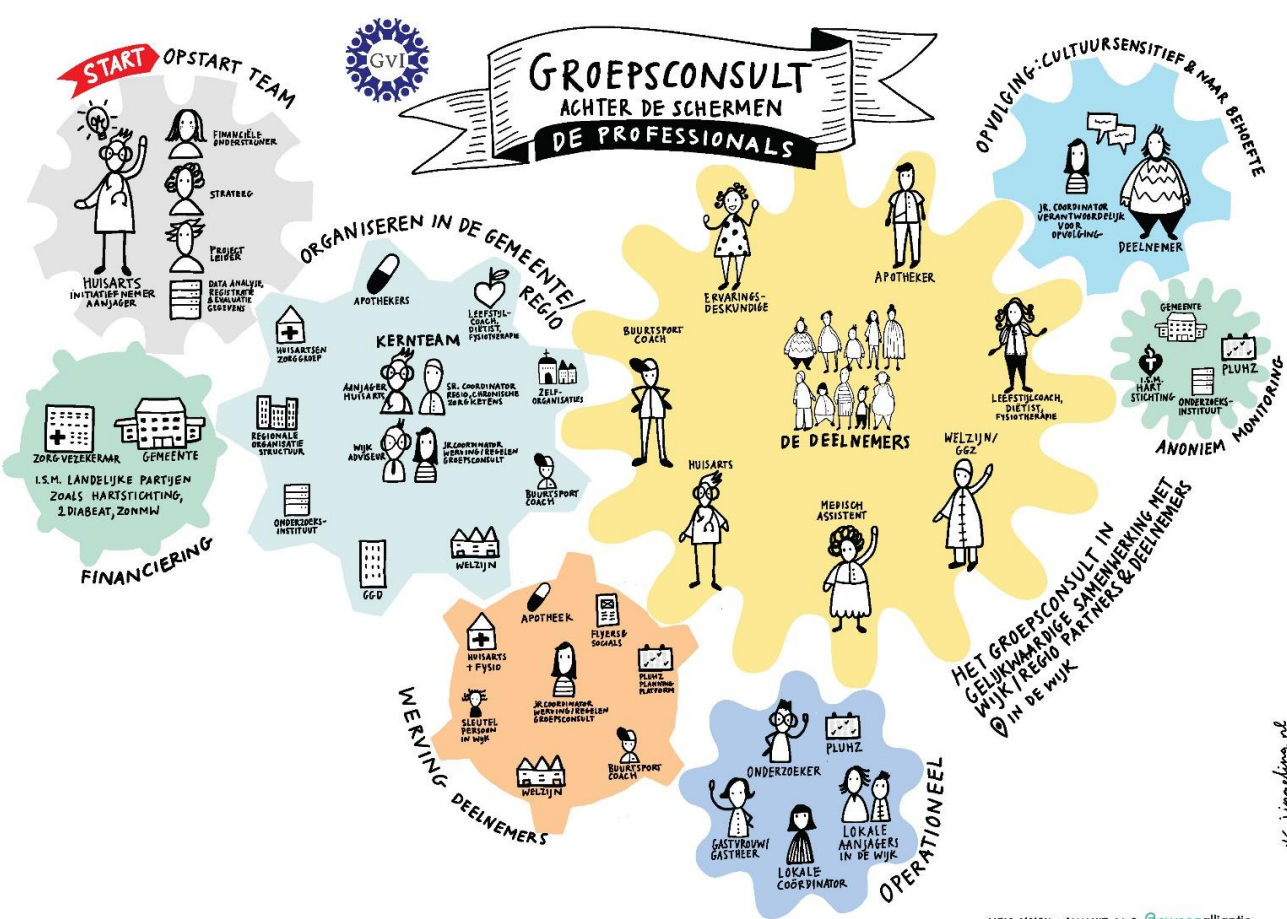 START OPSTART TEAM
FINANCIËLE
ONDERSTEUNER
STRATEEG
PROJECT
LEIDER
DATA ANALYSE,
REGISTRATIE
& EVALUATIE
GEGEVENS
HUISARTS
INITIATIEFNEMER
AANJAGER
GVI
GROEPSCONSULT
ACHTER DE SCHERMEN
DE PROFESSIONALS
OPVOLGING: CULTUURSENSITIEF & NAAR BEHOEFTE
JR. COORDINATOR
VERANTWOORDELIJK
VOOR
OPVOLGING
DEELNEMER
ORGANISEREN IN DE GEMEENTE/
REGIO
APOTHEKERS
LEEFSTIJL-
COACH,
DIËTIST,
FYSIOTHERAPIE
HUISARTSEN
ZORGGROEP
KERNTEAM
AANJAGER
HUISARTS
SR. COORDINATOR
REGIO, CHRONISCHE
ZORGKETENS
ZELF-
ORGANISATIES
REGIONALE
ORGANISATIE
STRUCTUUR
WIJK
ADVISEUR
JR. COORDINATOR
WERVING/REGELEN
GROEPSCONSULT
BUURTSPORT
COACH
ONDERZOEKS-
INSTITUUT
GGD
WELZIJN
ZORGVEZEKERAAR
GEMEENTE
I.S.M. LANDELIJKE PARTIJEN
ZOALS HARTSTICHTING,
2DIABEAT, ZONMW
FINANCIERING
ERVARINGS-
DESKUNDIGE
APOTHEKER
BUURTSPORT
COACH
LEEFSTIJLCOACH,
DIËTIST,
FYSIOTHERAPIE
DE DEELNEMERS
WELZIJN/
GGZ
HUISARTS
MEDISCH
ASSISTENT
GEMEENTE
PLUHZ
I.S.M.
HART
STICHTING
ONDERZOEKS-
INSTITUUT
ANONIEM MONITORING
HET GROEPSCONSULT IN
GELIJKWAARDIGE SAMENWERKING MET
WIJK/REGIO PARTNERS & DEELNEMERS
IN DE WIJK
APOTHEEK
FLYERS &
SOCIALS
HUISARTS
+ FYSIO
PLUHZ
PLANNING
PLATFORM
JR. COORDINATOR
WERVING/REGELEN
GROEPSCONSULT
SLEUTEL
PERSOON
IN WIJK
BUURTSPORT
COACH
WELZIJN
WERVING DEELNEMERS
ONDERZOEKER
PLUHZ
GASTVROUW/
GASTHEER
LOKALE
COÖRDINATOR
LOKALE
AANJAGERS
IN DE WIJK
OPERATIONEEL